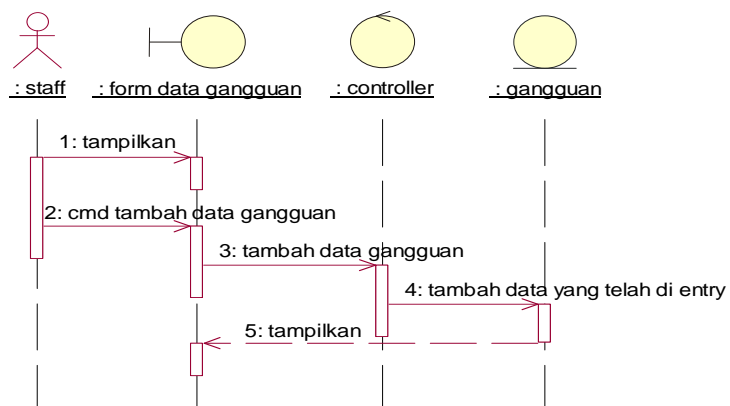 : staff
: form data gangguan
: controller
: gangguan
1: tampilkan
2: cmd tambah data gangguan
3: tambah data gangguan
4: tambah data yang telah di entry
5: tampilkan